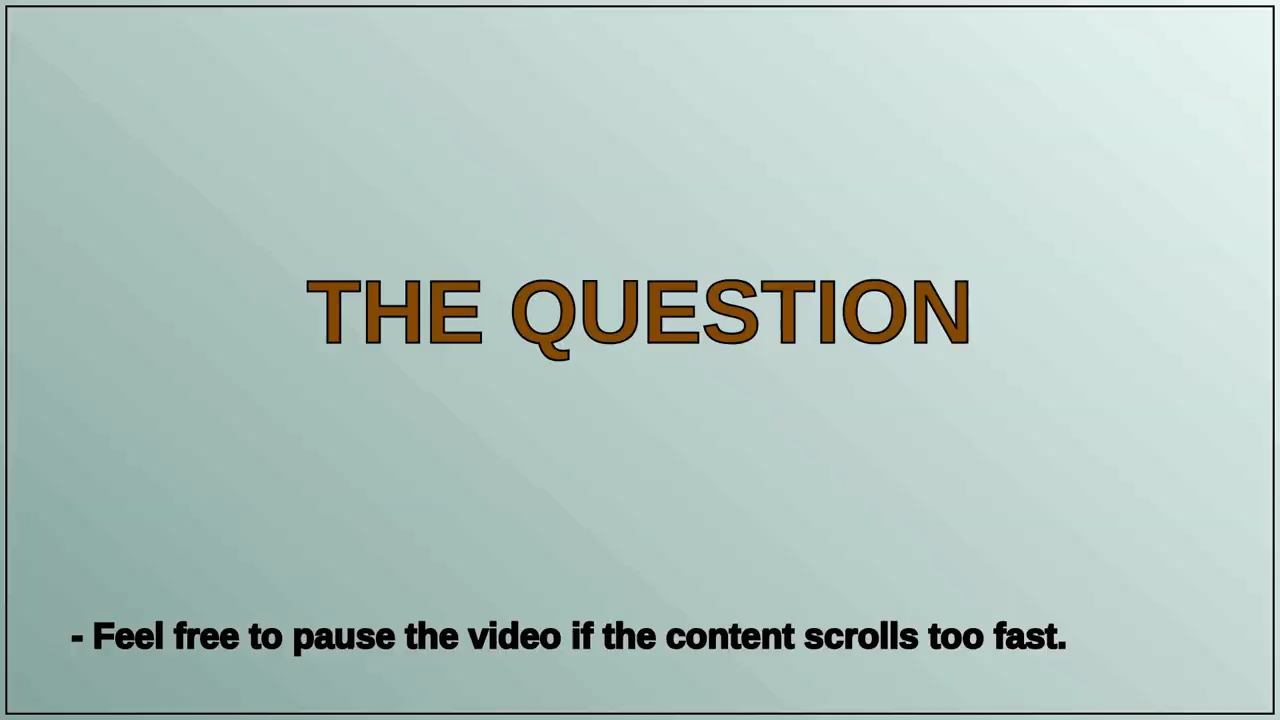 THE QUESTION
- Feel free to pause the video if the content scrolls too fast.